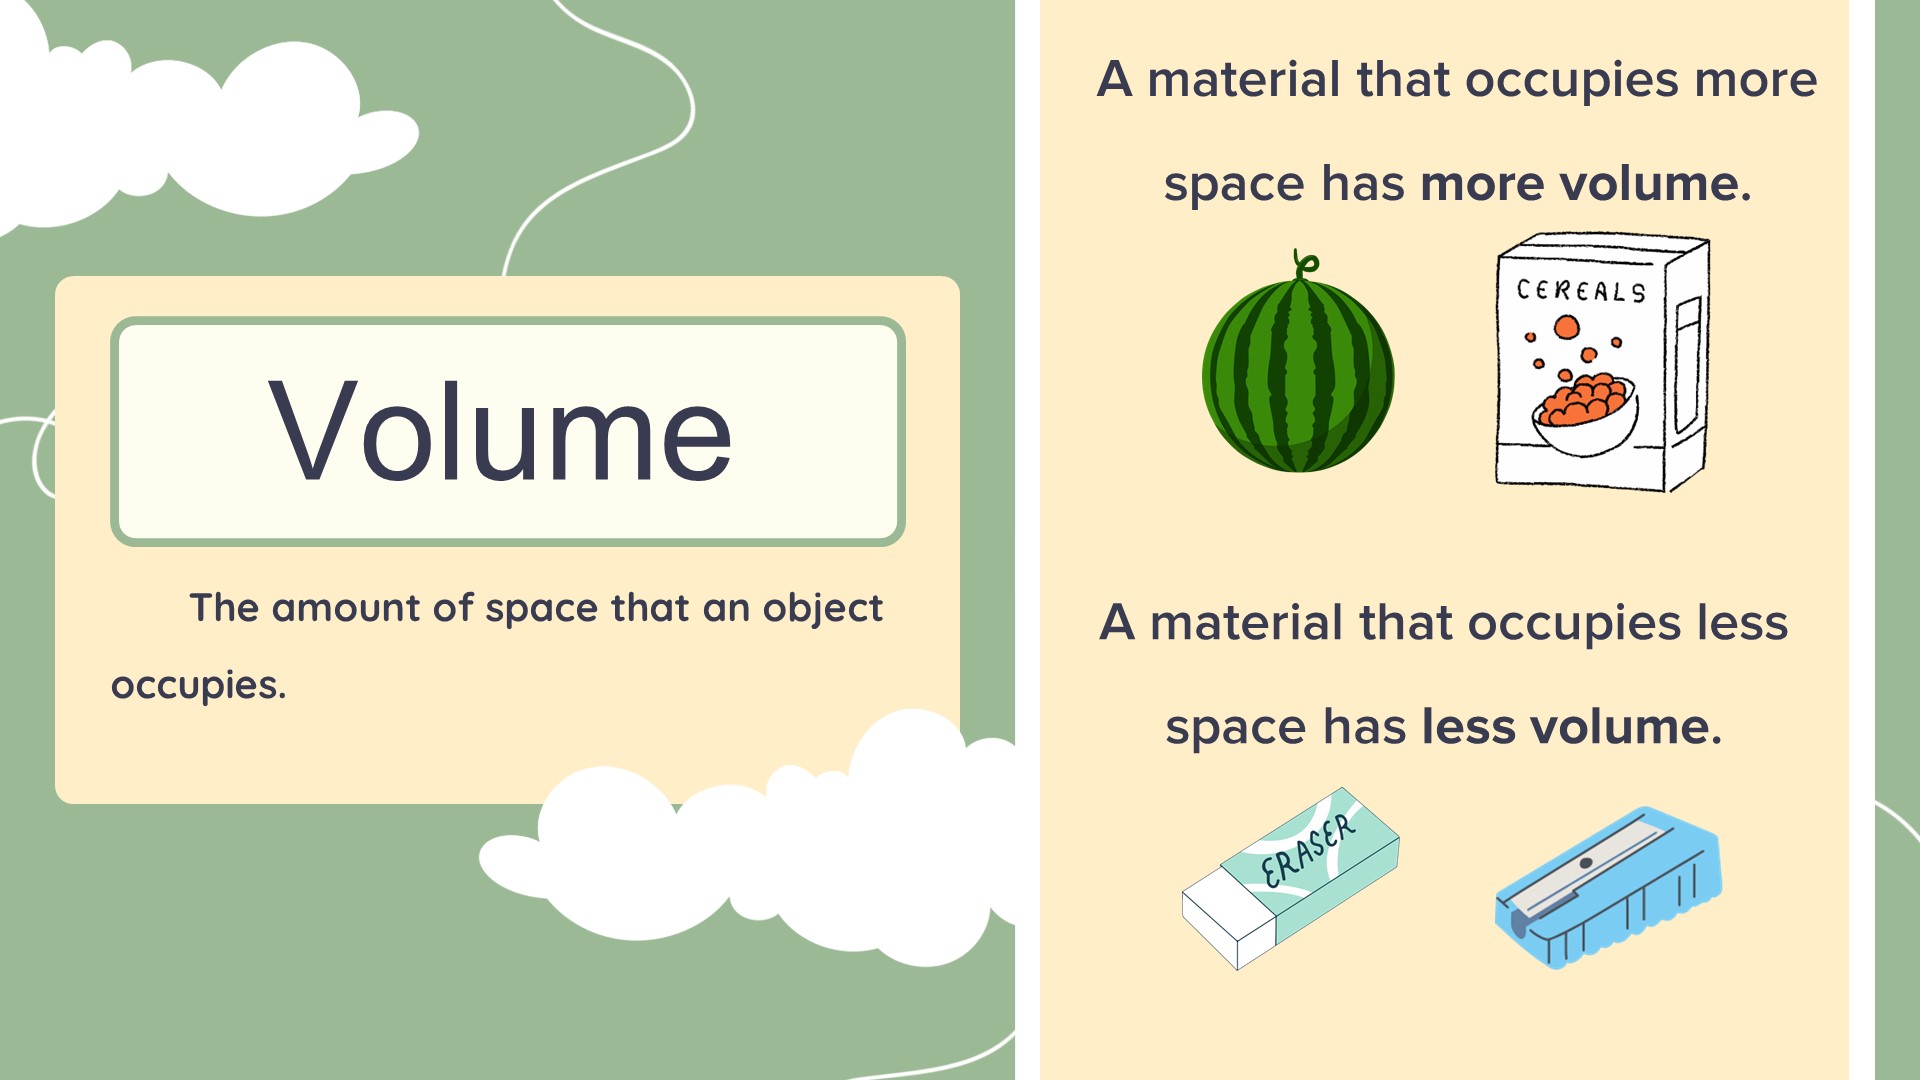 Volume
The amount of space that an object
occupies.
A material that occupies more
space has more volume.
CEREALS
A material that occupies less
space has less volume.
ERASER